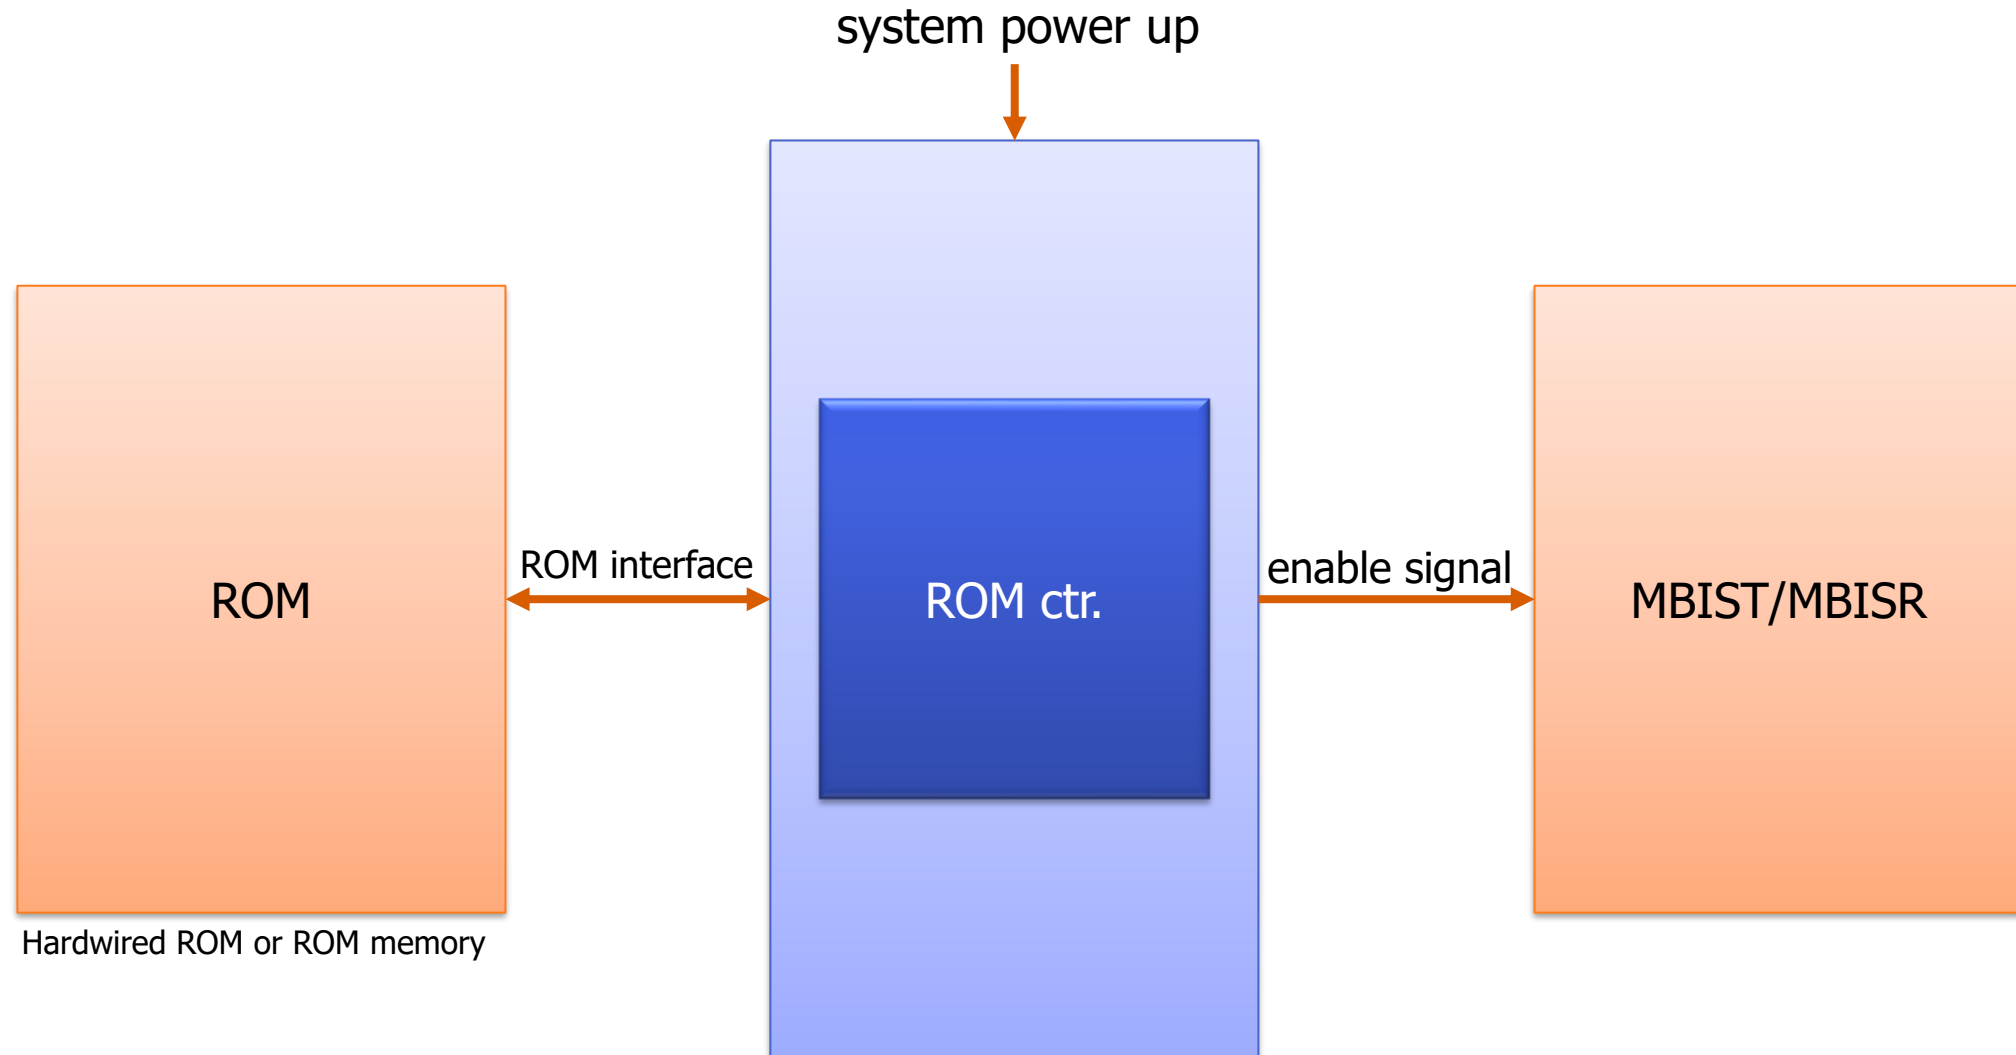 system power up
ROM
ROM interface
ROM ctr.
enable signal
MBIST/MBISR
Hardwired ROM or ROM memory